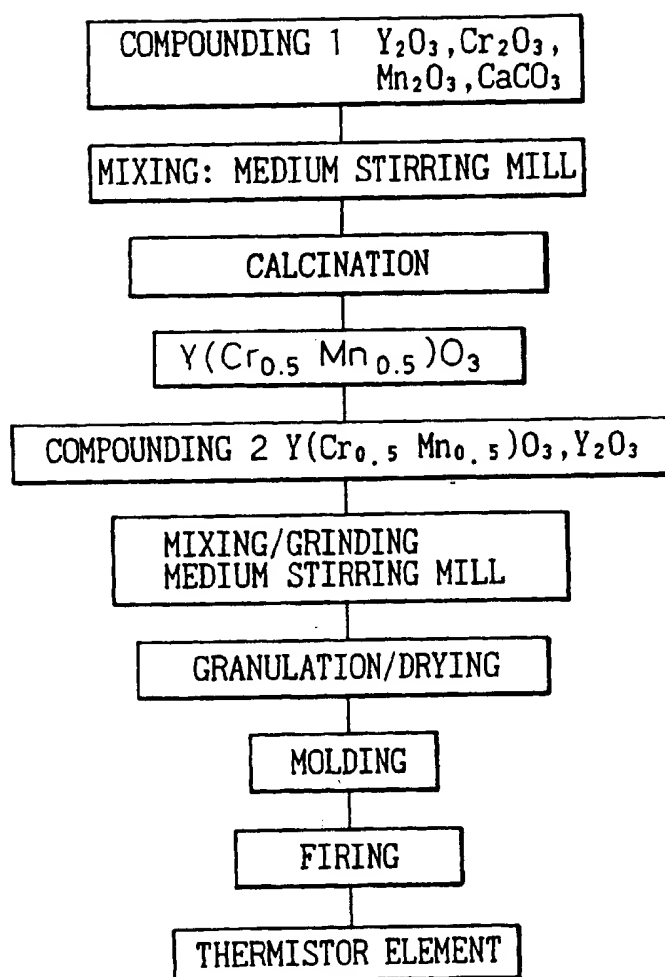 COMPOUNDING 1 Y₂O₃,Cr₂O₃,
Mn₂O₃,CaCO₃
MIXING: MEDIUM STIRRING MILL
CALCINATION
Y(Cr₀.₅ Mn₀.₅)O₃
COMPOUNDING 2 Y(Cr₀.₅ Mn₀.₅)O₃,Y₂O₃
MIXING/GRINDING
MEDIUM STIRRING MILL
GRANULATION/DRYING
MOLDING
FIRING
THERMISTOR ELEMENT